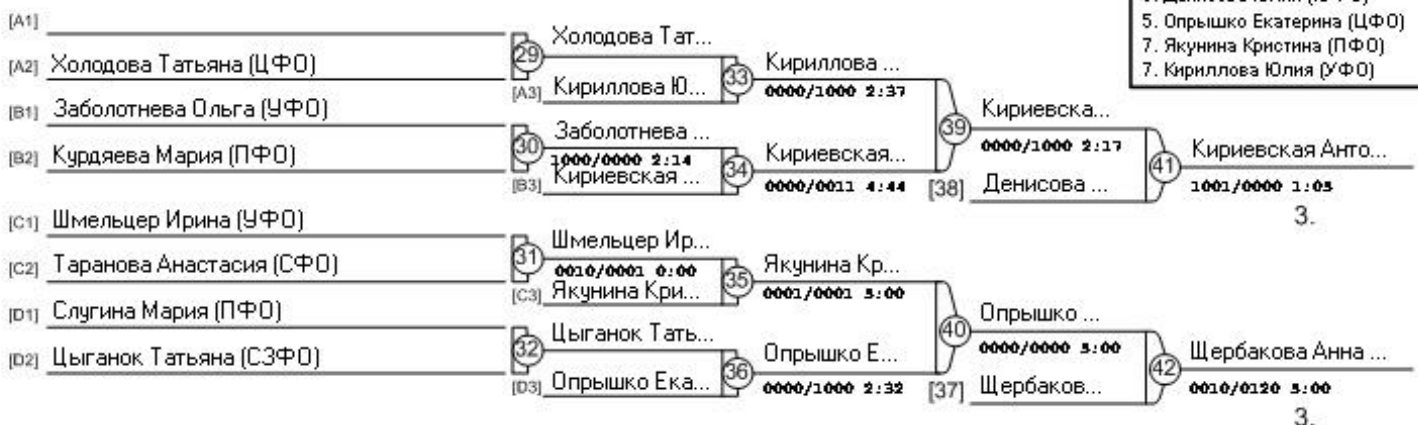 5. Опрышко Екатерина (ЦФО)
7. Якунина Кристина (ПФО)
7. Кириллова Юлия (УФО)
[A1]
[A2] Холодова Татьяна (ЦФО)
[B1] Заболотнева Ольга (УФО)
[B2] Курдяева Мария (ПФО)
[C1] Шмельцер Ирина (УФО)
[C2] Таранова Анастасия (СФО)
[D1] Слугина Мария (ПФО)
[D2] Цыганок Татьяна (СЗФО)
29
Холодова Тат...
[A3] Кириллова Ю...
30
Заболотнева ...
1000/0000 2:14
[B3] Кириевская ...
31
Шмельцер Ир...
0010/0001 0:00
[C3] Якунина Кри...
32
Цыганок Тать...
[D3] Опрышко Ека...
33
Кириллова ...
0000/1000 2:37
34
Кириевская...
0000/0011 4:44
35
Якунина Кр...
0001/0001 5:00
36
Опрышко Е...
0000/1000 2:32
39
Кириевска...
0000/1000 2:17
[38] Денисова ...
40
Опрышко ...
0000/0000 5:00
[37] Щербаков...
41
Кириевская Анто...
1001/0000 1:05
3.
42
Щербакова Анна ...
0010/0120 5:00
3.